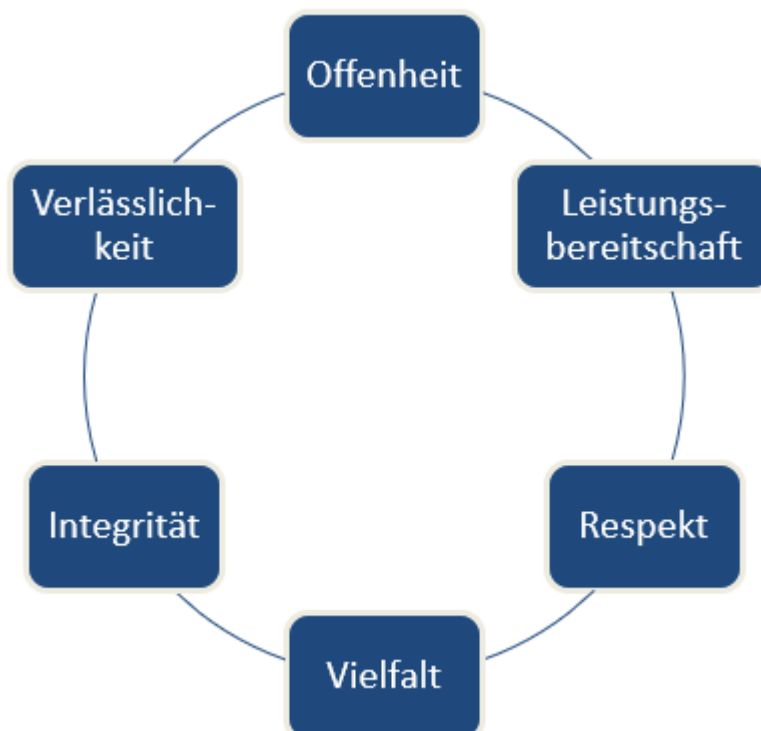 Offenheit
Leistungs-
bereitschaft
Respekt
Vielfalt
Integrität
Verlässlich-
keit